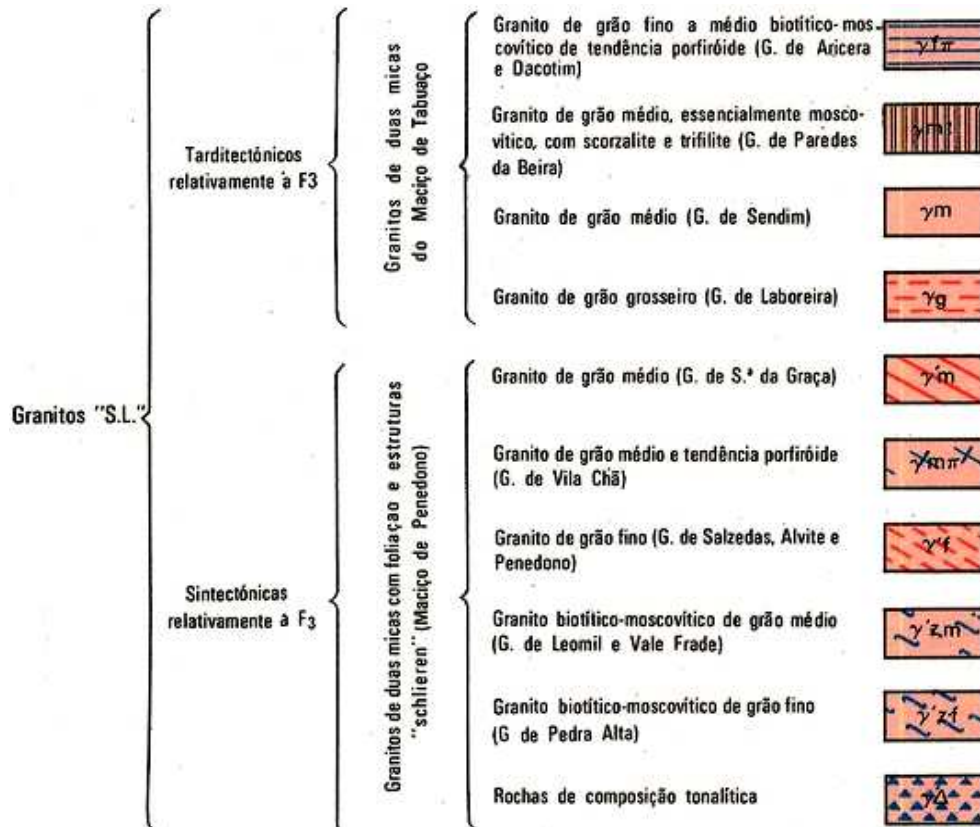 Granitos "S.L."
Tarditectónicos
relativamente à F3
Granitos de duas micas
do Maciço de Tabuaço
Granito de grão fino a médio biotítico-mos
covítico de tendência porfiróide (G. de Aricera
e Dacotim)
γfπ
Granito de grão médio, essencialmente mosco-
vítico, com scorzalite e trifilite (G. de Paredes
da Beira)
Granito de grão médio (G. de Sendim)
γm
Granito de grão grosseiro (G. de Laboreira)
γg
Sintectónicas
relativamente à F3
Granitos de duas micas com foliaçao e estruturas
"schlieren" (Maciço de Penedono)
Granito de grão médio (G. de S.ª da Graça)
γ'm
Granito de grão médio e tendência porfiróide
(G. de Vila Chã)
γmπ
Granito de grão fino (G. de Salzedas, Alvite e
Penedono)
γ'f
Granito biotítico-moscovítico de grão médio
(G. de Leomil e Vale Frade)
γ'z,m
Granito biotítico-moscovítico de grão fino
(G de Pedra Alta)
γ'zf
Rochas de composição tonalítica
γΔ